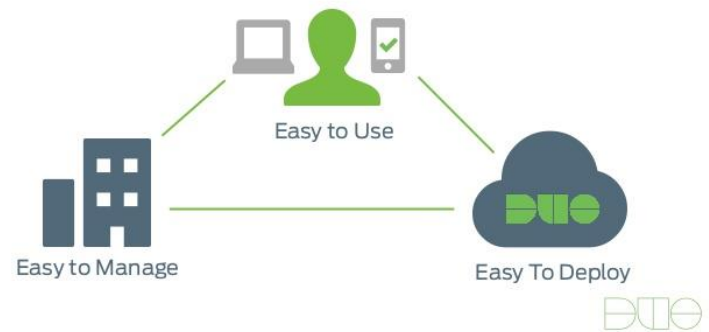 Easy to Use
DUO
Easy to Manage
Easy To Deploy
DUO